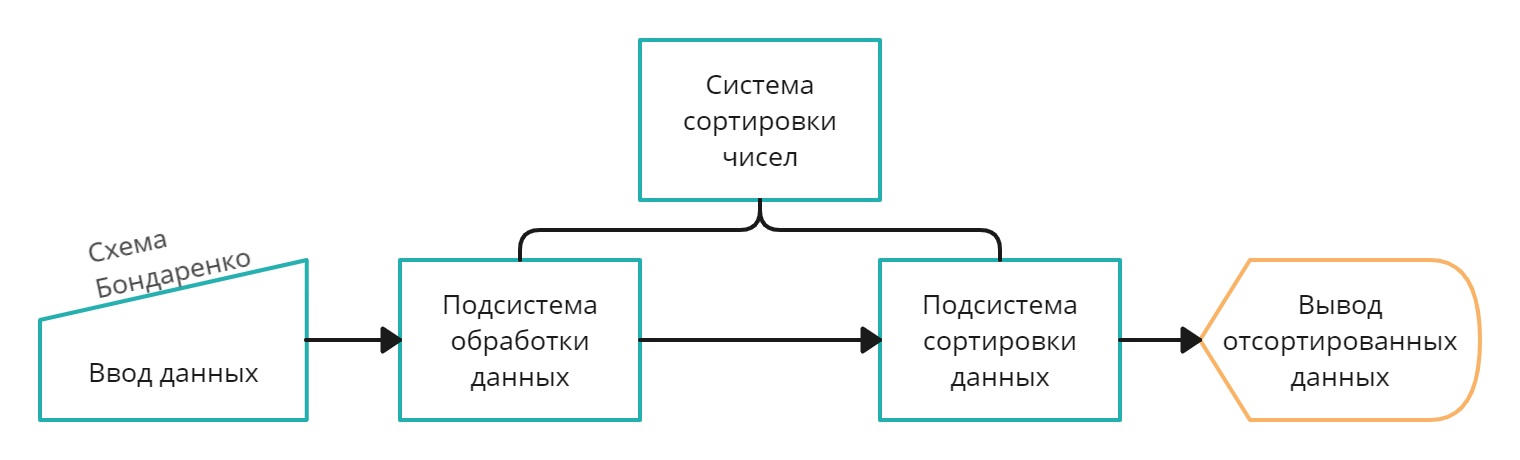 Система
сортировки
чисел
Схема
Бондаренко
Ввод данных
Подсистема
обработки
данных
Подсистема
сортировки
данных
Вывод
отсортированных
данных